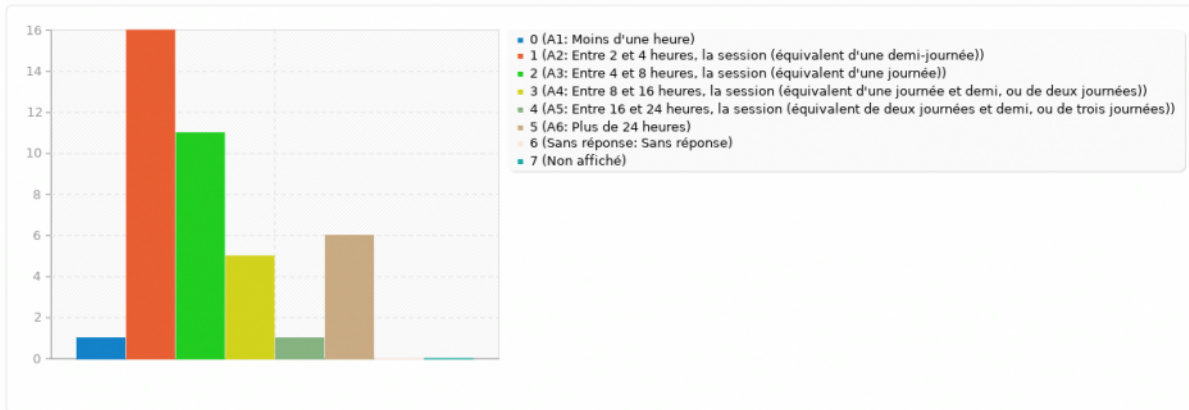 16
14
12
10
8
6
4
2
0
0 (A1: Moins d'une heure)
1 (A2: Entre 2 et 4 heures, la session (équivalent d'une demi-journée))
2 (A3: Entre 4 et 8 heures, la session (équivalent d'une journée))
3 (A4: Entre 8 et 16 heures, la session (équivalent d'une journée et demi, ou de deux journées))
4 (A5: Entre 16 et 24 heures, la session (équivalent de deux journées et demi, ou de trois journées))
5 (A6: Plus de 24 heures)
6 (Sans réponse: Sans réponse)
7 (Non affiché)